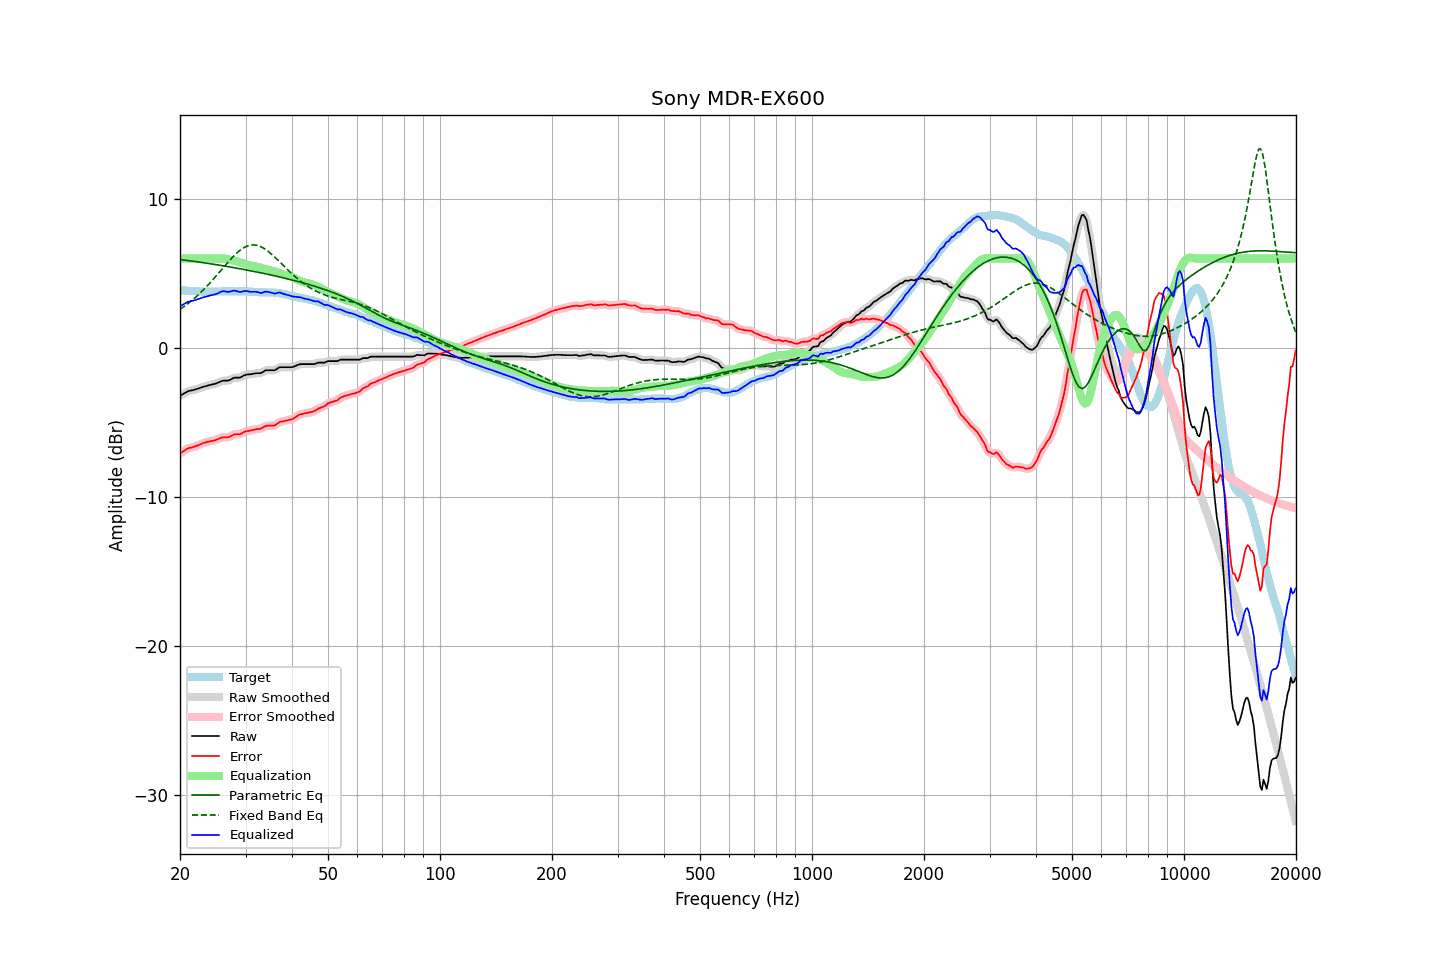 Sony MDR-EX600
Amplitude (dBr)
10
0
−10
−20
−30
Target
Raw Smoothed
Error Smoothed
Raw
Error
Equalization
Parametric Eq
Fixed Band Eq
Equalized
20 50 100 200 500 1000 2000 5000 10000 20000
Frequency (Hz)